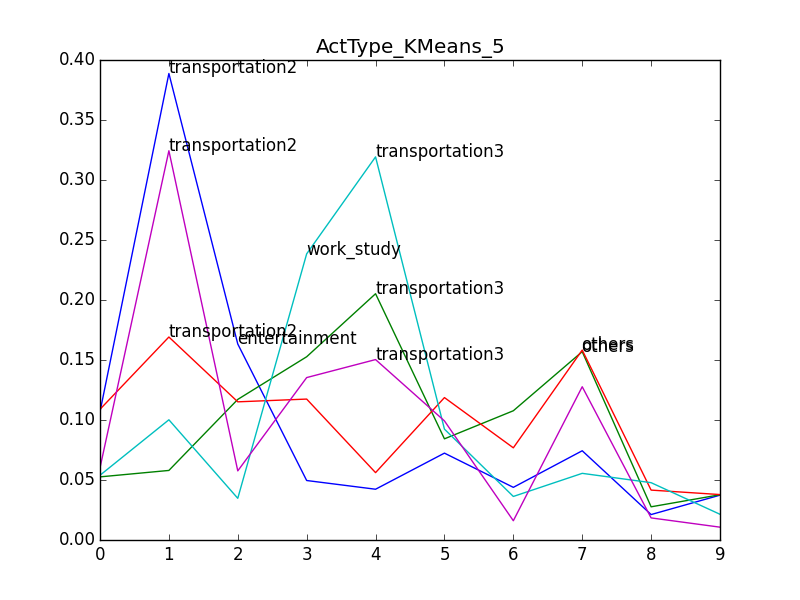 ActType_KMeans_5
0.40
transportation2
0.35
transportation2
transportation3
0.30
work_study
0.25
transportation3
0.20
transportation2
entertainment
others
others
transportation3
0.15
0.10
0.05
0.00
0 1 2 3 4 5 6 7 8 9